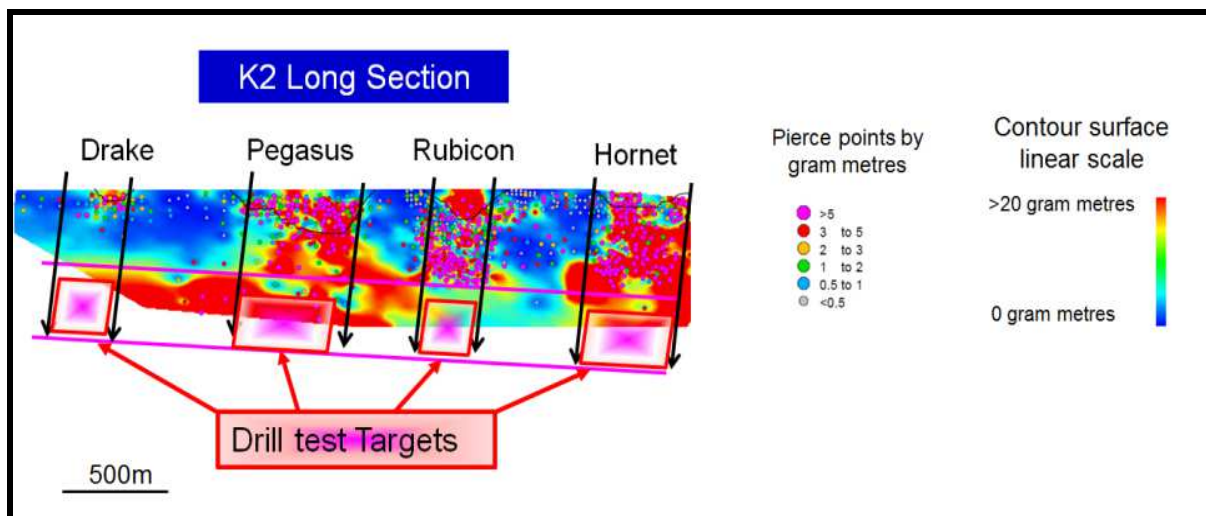 K2 Long Section
Drake
Pegasus
Rubicon
Hornet
Drill test Targets
500m
Pierce points by
gram metres
>5
3 to 5
2 to 3
1 to 2
0.5 to 1
<0.5
Contour surface
linear scale
>20 gram metres
0 gram metres